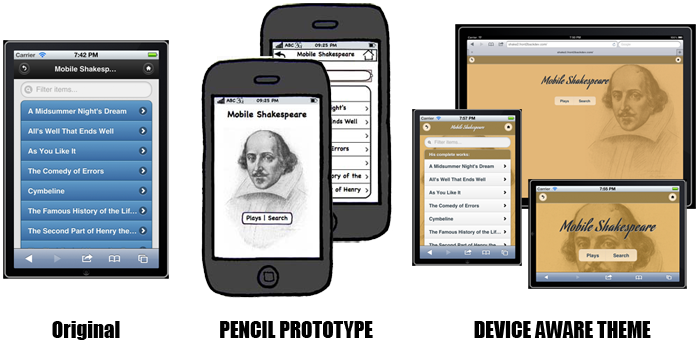 Carrier
7:42 PM
Mobile Shakesp...
Filter items...
A Midsummer Night's Dream
All's Well That Ends Well
As You Like It
The Comedy of Errors
Cymbeline
The Famous History of the Lif...
The Second Part of Henry the...
Original
ABC 3G
09:25 PM
Mobile Shakespeare
ght's
Ends Well
Errors
ory of the
of Henry
ABC 3G
09:25 PM
Mobile Shakespeare
Plays | Search
PENCIL PROTOTYPE
Mobile Shakespeare
Plays
Search
Carrier
7:57 PM
Mobile Shakespeare
Filter items...
His complete works:
A Midsummer Night's Dream
All's Well That Ends Well
As You Like It
The Comedy of Errors
Cymbeline
The Famous History of the Lif...
The Second Part of Henry the...
Carrier
7:55 PM
Mobile Shakespeare
Plays
Search
DEVICE AWARE THEME